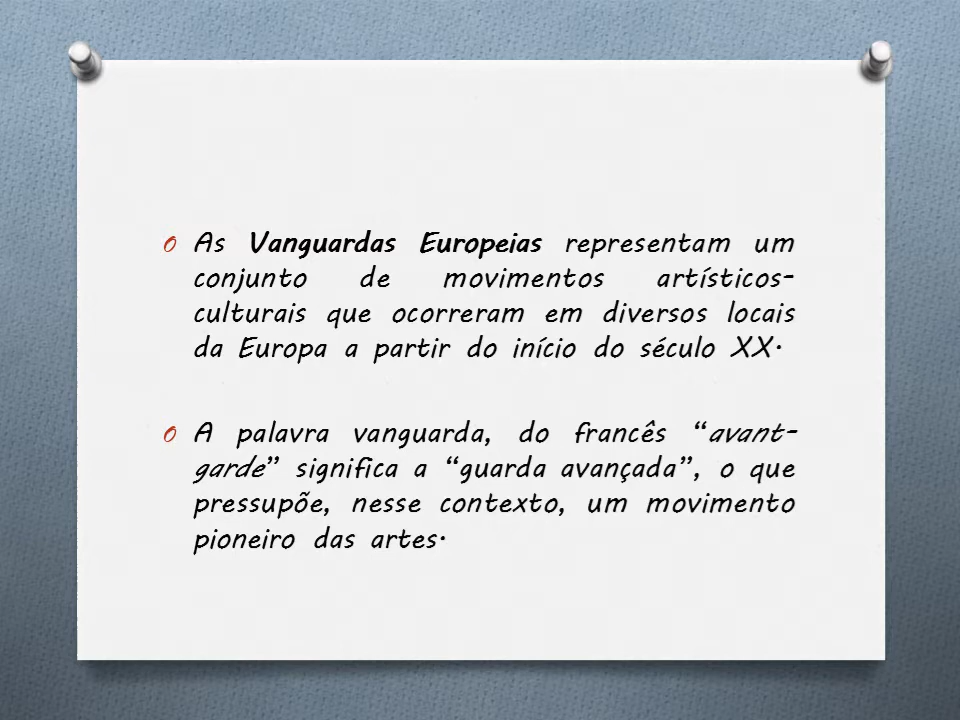 As Vanguardas Europeias representam um
conjunto de movimentos artísticos-
culturais que ocorreram em diversos locais
da Europa a partir do início do século XX.
A palavra vanguarda, do francês “avant-
garde” significa a “guarda avançada”, o que
pressupõe, nesse contexto, um movimento
pioneiro das artes.